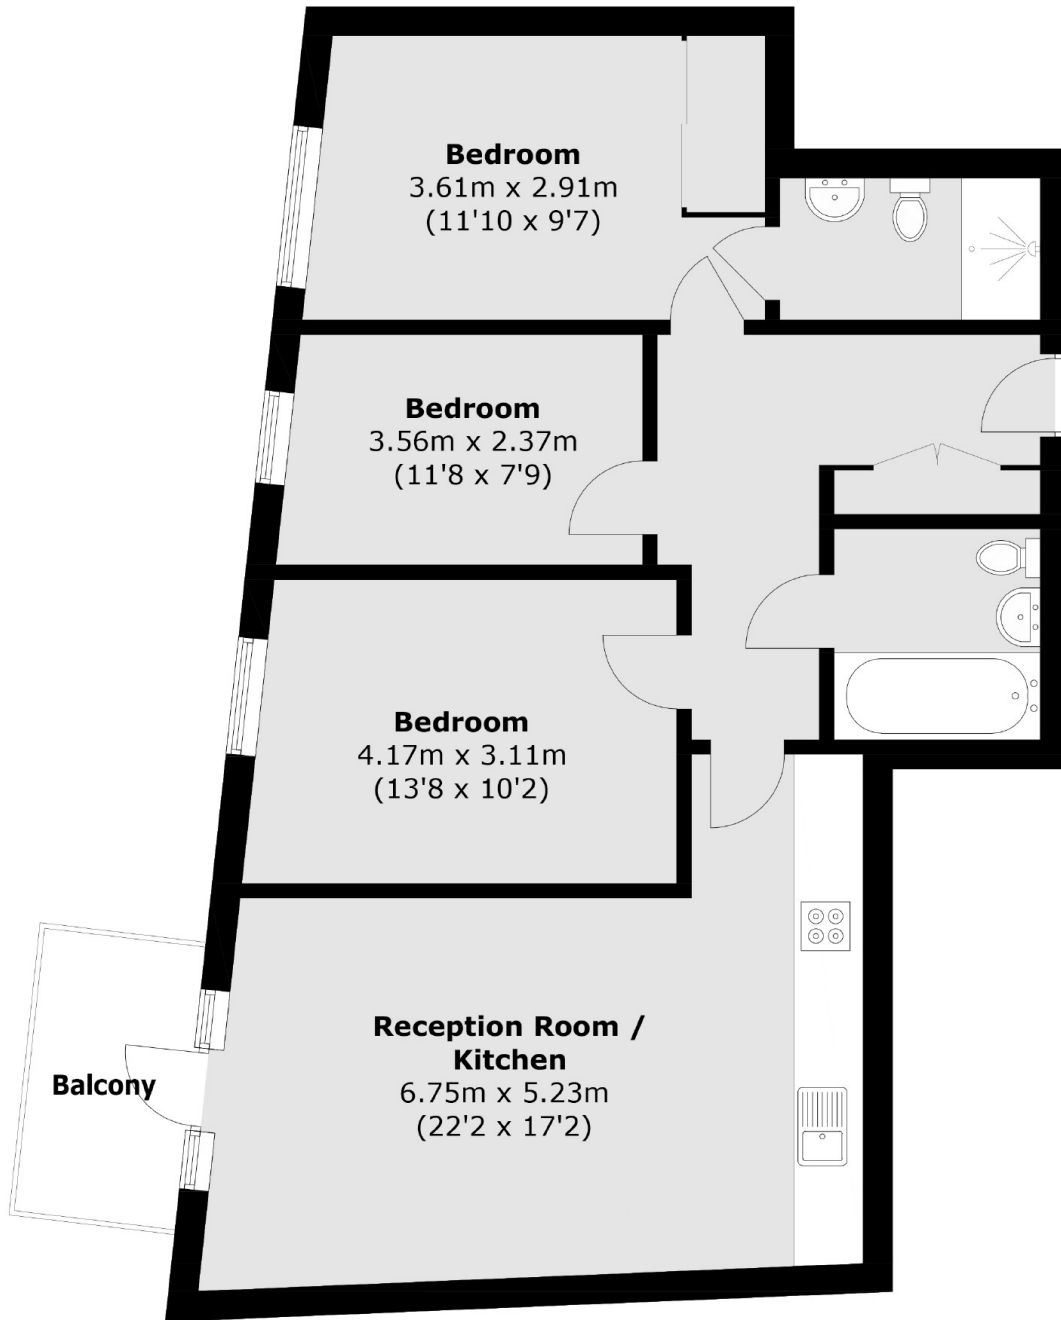 Bedroom
3.61m x 2.91m
(11'10 x 9'7)
Bedroom
3.56m x 2.37m
(11'8 x 7'9)
Bedroom
4.17m x 3.11m
(13'8 x 10'2)
Reception Room /
Kitchen
6.75m x 5.23m
(22'2 x 17'2)
Balcony